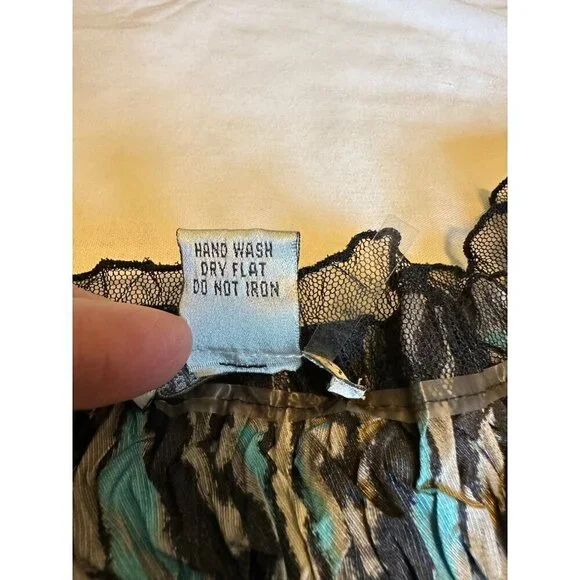 HAND WASH
DRY FLAT
DO NOT IRON